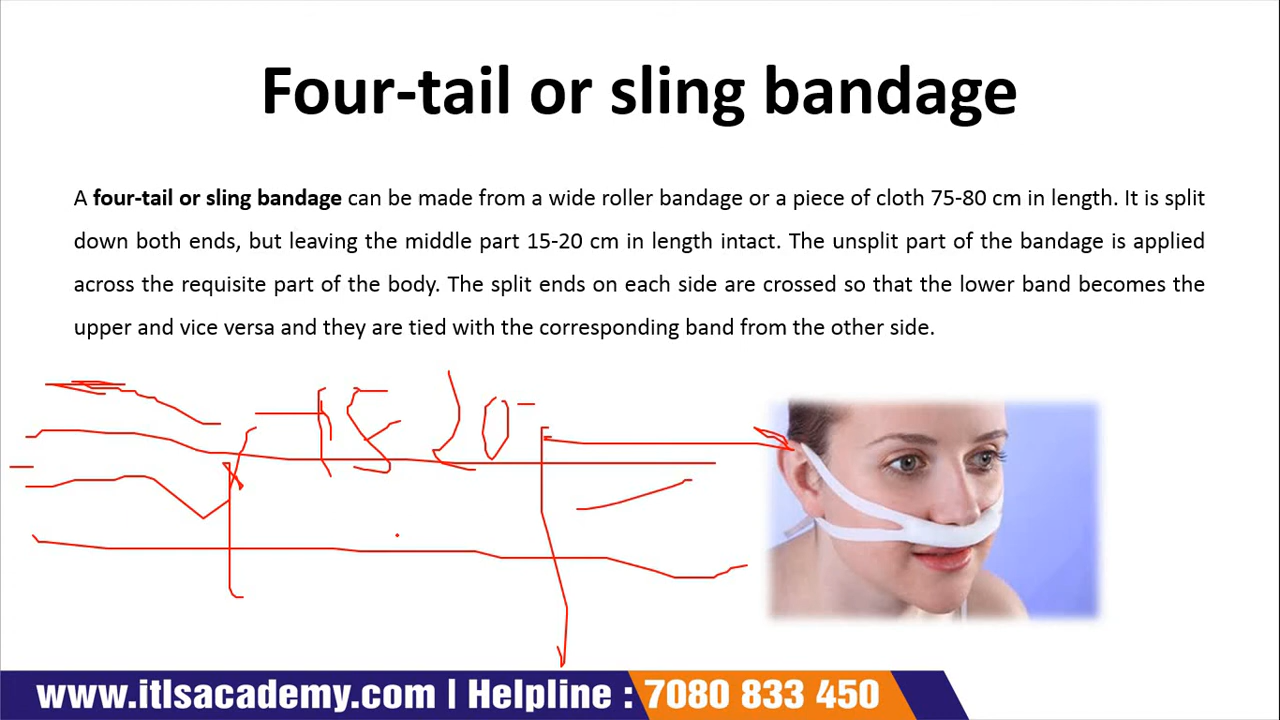 Four-tail or sling bandage
A four-tail or sling bandage can be made from a wide roller bandage or a piece of cloth 75-80 cm in length. It is split
down both ends, but leaving the middle part 15-20 cm in length intact. The unsplit part of the bandage is applied
across the requisite part of the body. The split ends on each side are crossed so that the lower band becomes the
upper and vice versa and they are tied with the corresponding band from the other side.
15 20
www.itlsacademy.com | Helpline : 7080 833 450